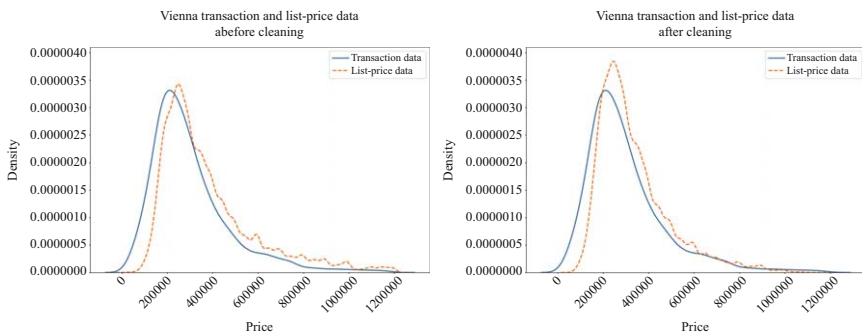 Vienna transaction and list-price data
abefore cleaning
0.0000040
0.0000035
0.0000030
0.0000025
0.0000020
0.0000015
0.0000010
0.0000005
0.0000000
Density
Transaction data
List-price data
0
200000
400000
600000
800000
1000000
1200000
Price
Vienna transaction and list-price data
after cleaning
0.0000040
0.0000035
0.0000030
0.0000025
0.0000020
0.0000015
0.0000010
0.0000005
0.0000000
Density
Transaction data
List-price data
0
200000
400000
600000
800000
1000000
1200000
Price